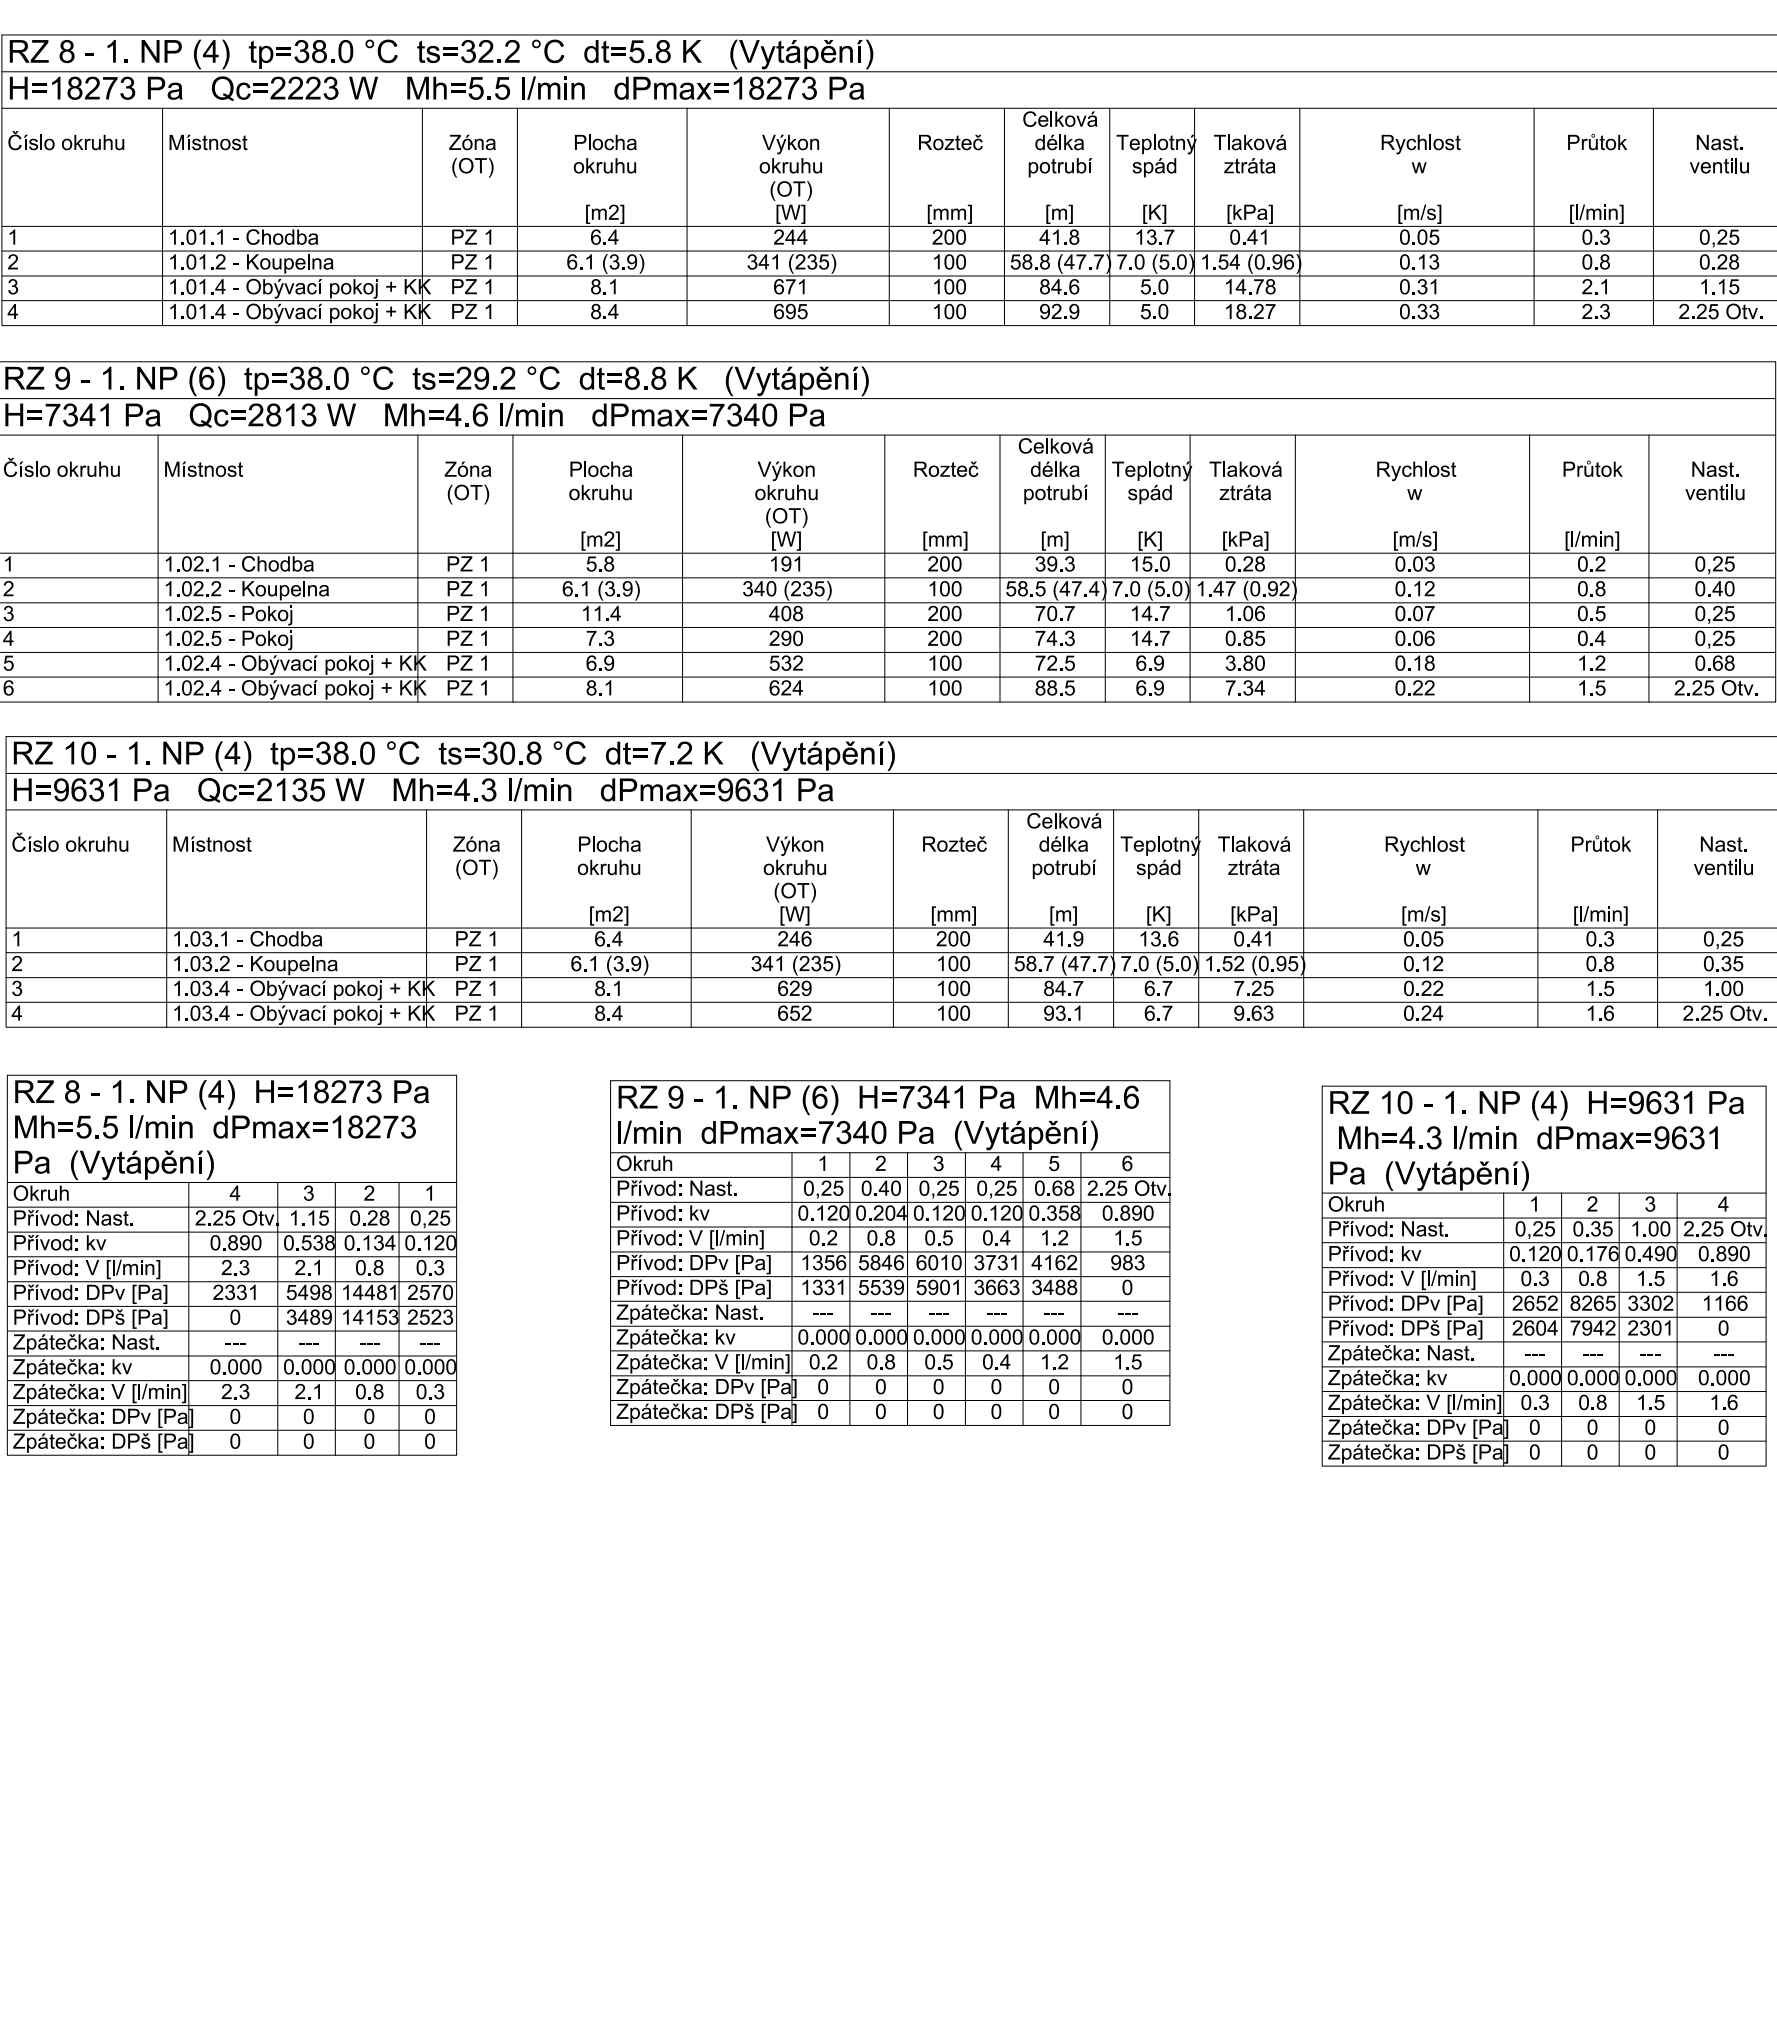 RZ 8 - 1. NP (4) tp=38.0 °C ts=32.2 °C dt=5.8 K (Vytápění)
H=18273 Pa Qc=2223 W Mh=5.5 l/min dPmax=18273 Pa
Číslo okruhu Místnost Zóna (OT) Plocha okruhu [m2] Výkon okruhu (OT) [W] Rozteč [mm] Celková délka potrubí [m] Teplotný spád [K] Tlaková ztráta [kPa] Rychlost w [m/s] Průtok [l/min] Nast. ventilu
1 1.01.1 - Chodba PZ 1 6.4 244 200 41.8 13.7 0.41 0.05 0.3 0,25
2 1.01.2 - Koupelna PZ 1 6.1 (3.9) 341 (235) 100 58.8 (47.7) 7.0 (5.0) 1.54 (0.96) 0.13 0.8 0.28
3 1.01.4 - Obývací pokoj + KK PZ 1 8.1 671 100 84.6 5.0 14.78 0.31 2.1 1.15
4 1.01.4 - Obývací pokoj + KK PZ 1 8.4 695 100 92.9 5.0 18.27 0.33 2.3 2.25 Otv.
RZ 9 - 1. NP (6) tp=38.0 °C ts=29.2 °C dt=8.8 K (Vytápění)
H=7341 Pa Qc=2813 W Mh=4.6 l/min dPmax=7340 Pa
Číslo okruhu Místnost Zóna (OT) Plocha okruhu [m2] Výkon okruhu (OT) [W] Rozteč [mm] Celková délka potrubí [m] Teplotný spád [K] Tlaková ztráta [kPa] Rychlost w [m/s] Průtok [l/min] Nast. ventilu
1 1.02.1 - Chodba PZ 1 5.8 191 200 39.3 15.0 0.28 0.03 0.2 0,25
2 1.02.2 - Koupelna PZ 1 6.1 (3.9) 340 (235) 100 58.5 (47.4) 7.0 (5.0) 1.47 (0.92) 0.12 0.8 0.40
3 1.02.5 - Pokoj PZ 1 11.4 408 200 70.7 14.7 1.06 0.07 0.5 0,25
4 1.02.5 - Pokoj PZ 1 7.3 290 200 74.3 14.7 0.85 0.06 0.4 0,25
5 1.02.4 - Obývací pokoj + KK PZ 1 6.9 532 100 72.5 6.9 3.80 0.18 1.2 0.68
6 1.02.4 - Obývací pokoj + KK PZ 1 8.1 624 100 88.5 6.9 7.34 0.22 1.5 2.25 Otv.
RZ 10 - 1. NP (4) tp=38.0 °C ts=30.8 °C dt=7.2 K (Vytápění)
H=9631 Pa Qc=2135 W Mh=4.3 l/min dPmax=9631 Pa
Číslo okruhu Místnost Zóna (OT) Plocha okruhu [m2] Výkon okruhu (OT) [W] Rozteč [mm] Celková délka potrubí [m] Teplotný spád [K] Tlaková ztráta [kPa] Rychlost w [m/s] Průtok [l/min] Nast. ventilu
1 1.03.1 - Chodba PZ 1 6.4 246 200 41.9 13.6 0.41 0.05 0.3 0,25
2 1.03.2 - Koupelna PZ 1 6.1 (3.9) 341 (235) 100 58.7 (47.7) 7.0 (5.0) 1.52 (0.95) 0.12 0.8 0.35
3 1.03.4 - Obývací pokoj + KK PZ 1 8.1 629 100 84.7 6.7 7.25 0.22 1.5 1.00
4 1.03.4 - Obývací pokoj + KK PZ 1 8.4 652 100 93.1 6.7 9.63 0.24 1.6 2.25 Otv.
RZ 8 - 1. NP (4) H=18273 Pa
Mh=5.5 l/min dPmax=18273
Pa (Vytápění)
Okruh 4 3 2 1
Přívod: Nast. 2.25 Otv. 1.15 0.28 0,25
Přívod: kv 0.890 0.538 0.134 0.120
Přívod: V [l/min] 2.3 2.1 0.8 0.3
Přívod: DPv [Pa] 2331 5498 14481 2570
Přívod: DPš [Pa] 0 3489 14153 2523
Zpátečka: Nast. --- --- --- ---
Zpátečka: kv 0.000 0.000 0.000 0.000
Zpátečka: V [l/min] 2.3 2.1 0.8 0.3
Zpátečka: DPv [Pa] 0 0 0 0
Zpátečka: DPš [Pa] 0 0 0 0
RZ 9 - 1. NP (6) H=7341 Pa Mh=4.6
l/min dPmax=7340 Pa (Vytápění)
Okruh 1 2 3 4 5 6
Přívod: Nast. 0,25 0.40 0,25 0,25 0.68 2.25 Otv.
Přívod: kv 0.120 0.204 0.120 0.120 0.358 0.890
Přívod: V [l/min] 0.2 0.8 0.5 0.4 1.2 1.5
Přívod: DPv [Pa] 1356 5846 6010 3731 4162 983
Přívod: DPš [Pa] 1331 5539 5901 3663 3488 0
Zpátečka: Nast. --- --- --- --- --- ---
Zpátečka: kv 0.000 0.000 0.000 0.000 0.000 0.000
Zpátečka: V [l/min] 0.2 0.8 0.5 0.4 1.2 1.5
Zpátečka: DPv [Pa] 0 0 0 0 0 0
Zpátečka: DPš [Pa] 0 0 0 0 0 0
RZ 10 - 1. NP (4) H=9631 Pa
Mh=4.3 l/min dPmax=9631
Pa (Vytápění)
Okruh 1 2 3 4
Přívod: Nast. 0,25 0.35 1.00 2.25 Otv.
Přívod: kv 0.120 0.176 0.490 0.890
Přívod: V [l/min] 0.3 0.8 1.5 1.6
Přívod: DPv [Pa] 2652 8265 3302 1166
Přívod: DPš [Pa] 2604 7942 2301 0
Zpátečka: Nast. --- --- --- ---
Zpátečka: kv 0.000 0.000 0.000 0.000
Zpátečka: V [l/min] 0.3 0.8 1.5 1.6
Zpátečka: DPv [Pa] 0 0 0 0
Zpátečka: DPš [Pa] 0 0 0 0